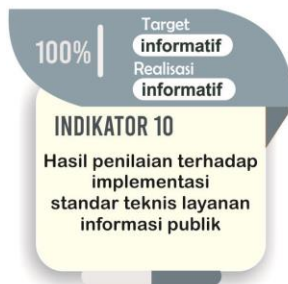 Target
100%
informatif
Realisasi
informatif
INDIKATOR 10
Hasil penilaian terhadap
implementasi
standar teknis layanan
informasi publik